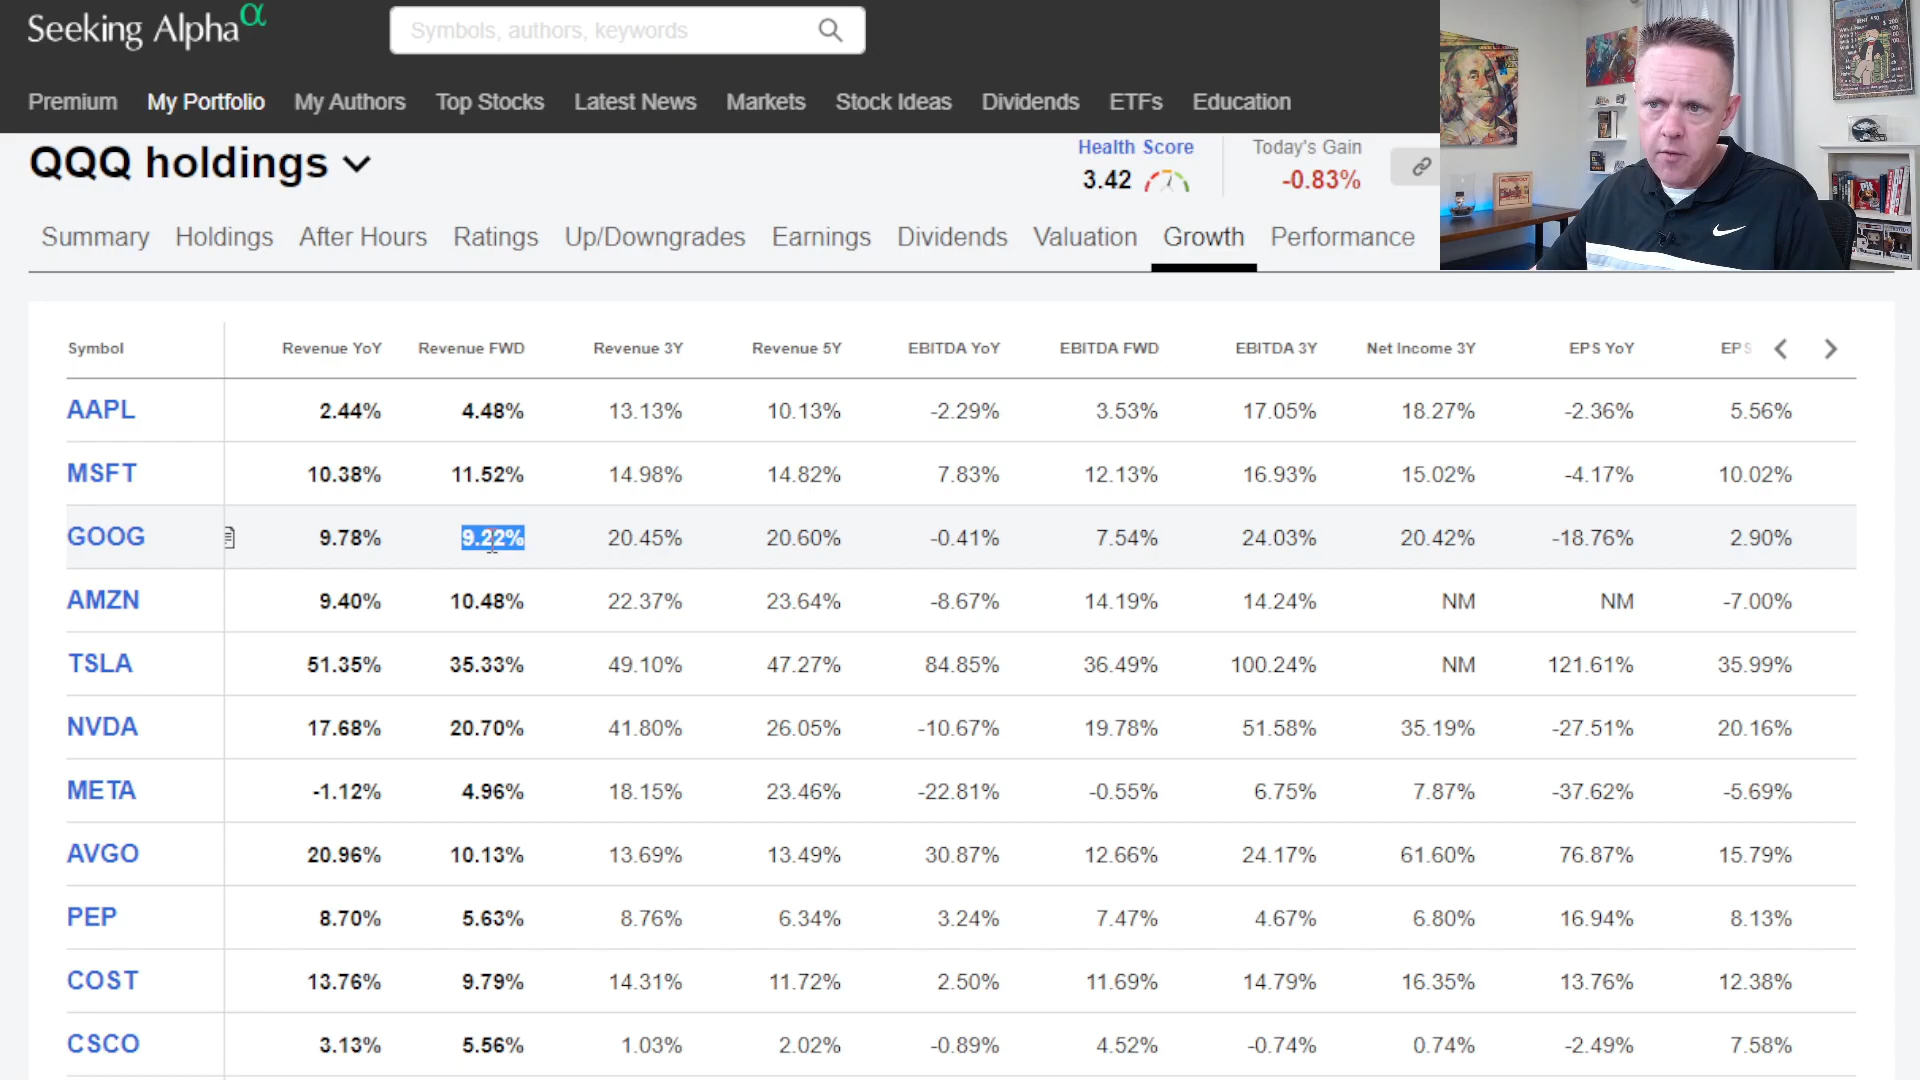 Seeking Alpha α
Symbols, authors, keywords
Premium My Portfolio My Authors Top Stocks Latest News Markets Stock Ideas Dividends ETFs Education
QQQ holdings
Health Score
3.42
Today's Gain
-0.83%
Summary Holdings After Hours Ratings Up/Downgrades Earnings Dividends Valuation Growth Performance
Symbol Revenue YoY Revenue FWD Revenue 3Y Revenue 5Y EBITDA YoY EBITDA FWD EBITDA 3Y Net Income 3Y EPS YoY EPS
AAPL 2.44% 4.48% 13.13% 10.13% -2.29% 3.53% 17.05% 18.27% -2.36% 5.56%
MSFT 10.38% 11.52% 14.98% 14.82% 7.83% 12.13% 16.93% 15.02% -4.17% 10.02%
GOOG 9.78% 9.22% 20.45% 20.60% -0.41% 7.54% 24.03% 20.42% -18.76% 2.90%
AMZN 9.40% 10.48% 22.37% 23.64% -8.67% 14.19% 14.24% NM NM -7.00%
TSLA 51.35% 35.33% 49.10% 47.27% 84.85% 36.49% 100.24% NM 121.61% 35.99%
NVDA 17.68% 20.70% 41.80% 26.05% -10.67% 19.78% 51.58% 35.19% -27.51% 20.16%
META -1.12% 4.96% 18.15% 23.46% -22.81% -0.55% 6.75% 7.87% -37.62% -5.69%
AVGO 20.96% 10.13% 13.69% 13.49% 30.87% 12.66% 24.17% 61.60% 76.87% 15.79%
PEP 8.70% 5.63% 8.76% 6.34% 3.24% 7.47% 4.67% 6.80% 16.94% 8.13%
COST 13.76% 9.79% 14.31% 11.72% 2.50% 11.69% 14.79% 16.35% 13.76% 12.38%
CSCO 3.13% 5.56% 1.03% 2.02% -0.89% 4.52% -0.74% 0.74% -2.49% 7.58%